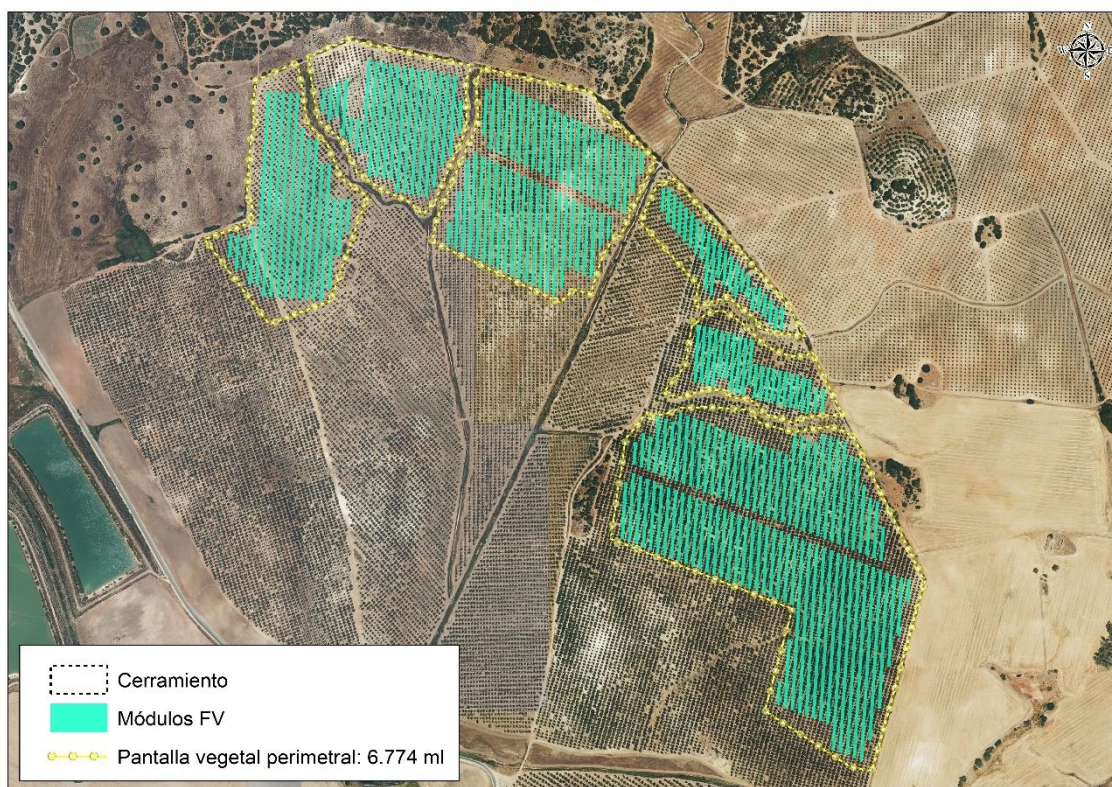 N
W
S
Cerramiento
Módulos FV
Pantalla vegetal perimetral: 6.774 ml